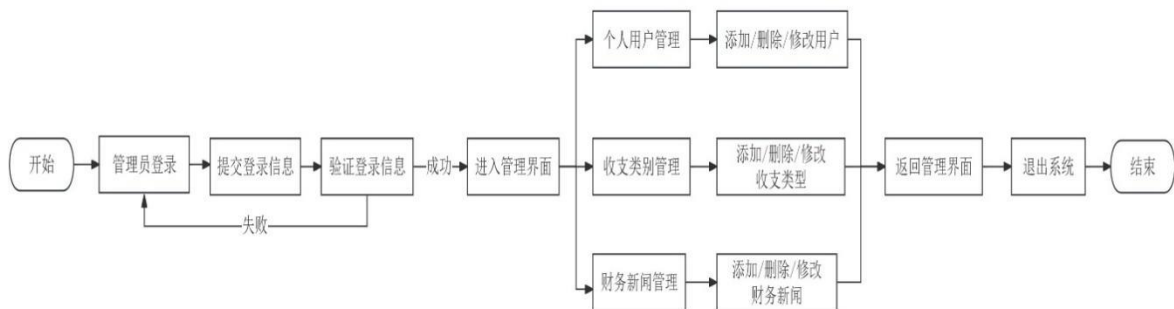 开始
管理员登录
提交登录信息
验证登录信息
成功
失败
进入管理界面
个人用户管理
添加/删除/修改用户
收支类别管理
添加/删除/修改
收支类型
财务新闻管理
添加/删除/修改
财务新闻
返回管理界面
退出系统
结束